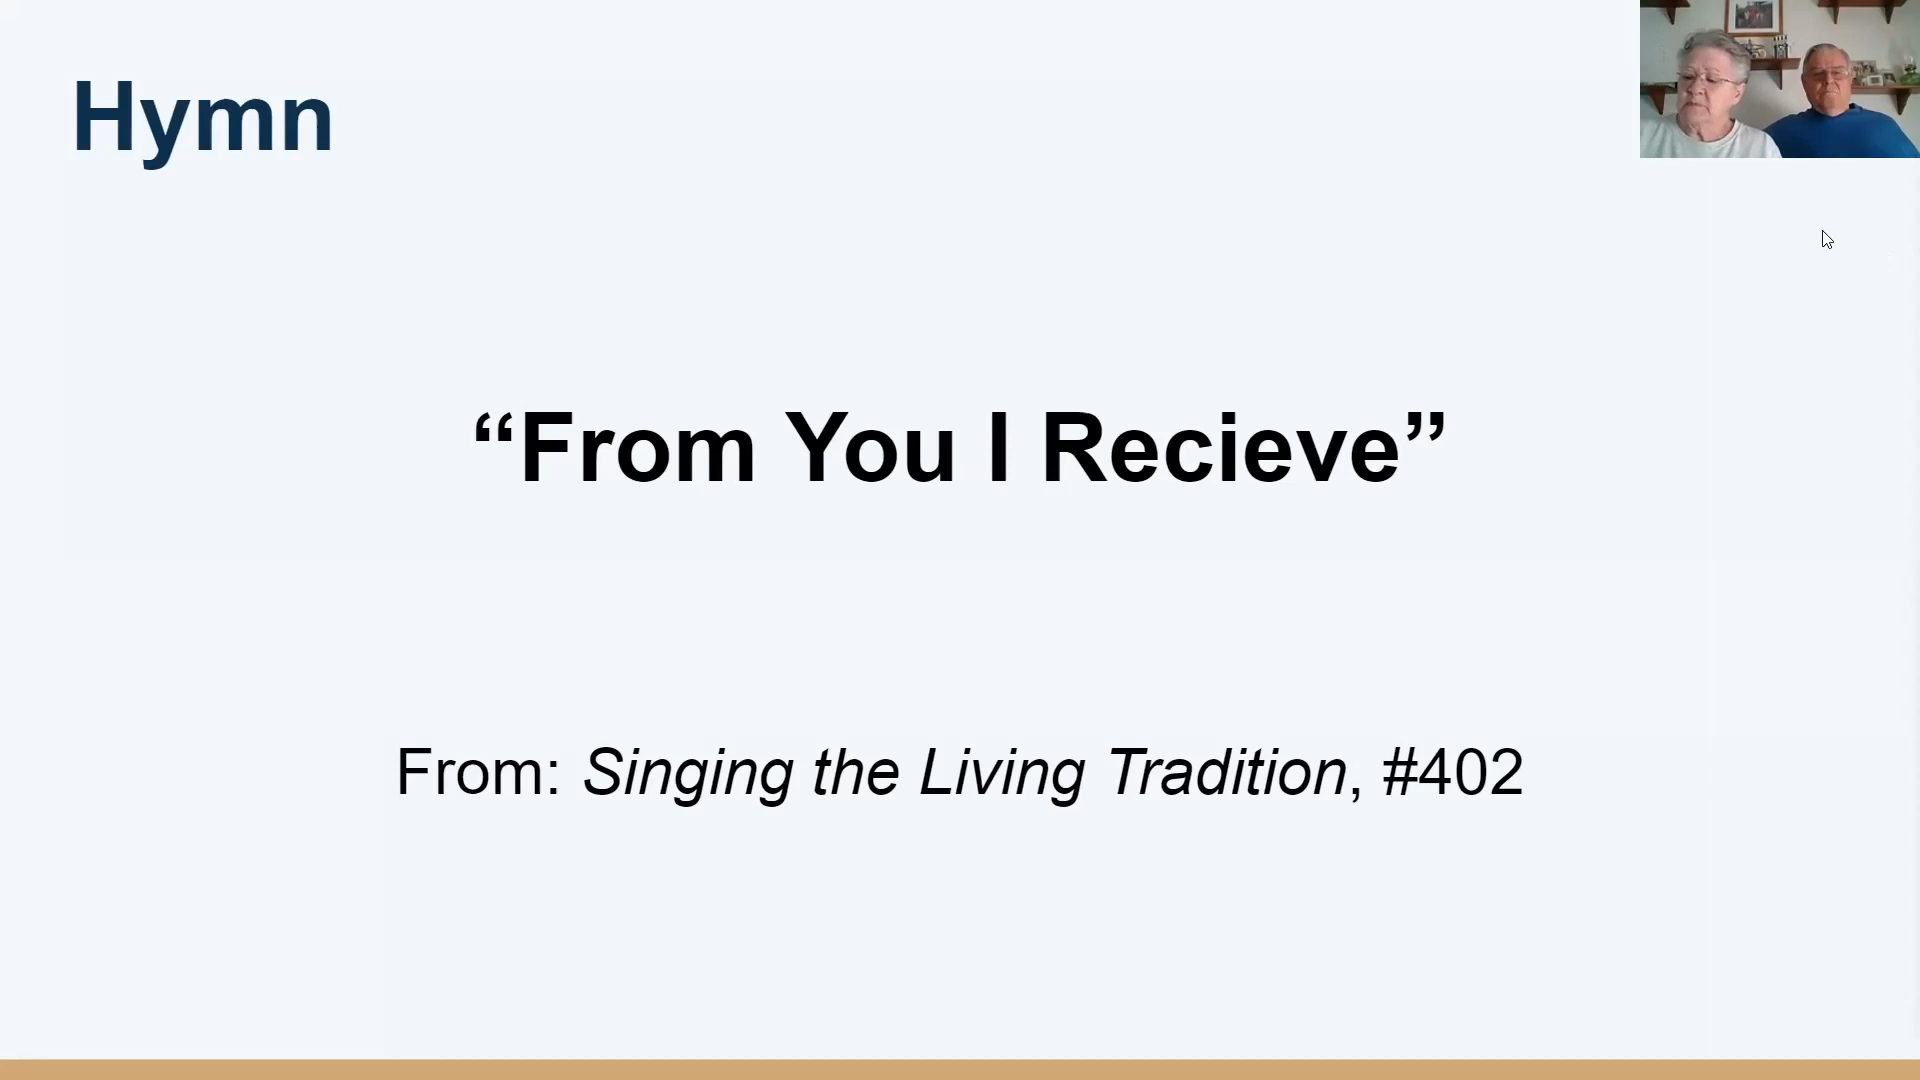 Hymn
“From You I Recieve”
From: Singing the Living Tradition, #402